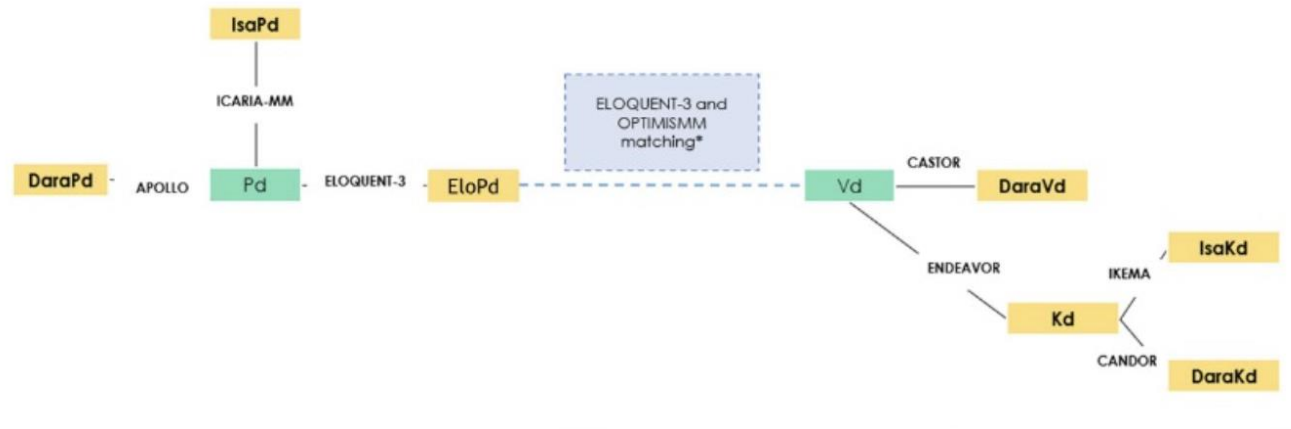 IsaPd
ICARIA-MM
ELOQUENT-3 and
OPTIMISMM
matching*
DaraPd
APOLLO
Pd
ELOQUENT-3
EloPd
Vd
CASTOR
DaraVd
ENDEAVOR
IsaKd
IKEMA
Kd
CANDOR
DaraKd